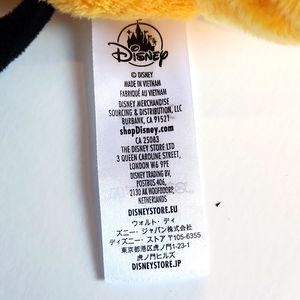 Disney
© DISNEY
MADE IN VIETNAM
FABRIQUÉ AU VIETNAM
DISNEY MERCHANDISE
SOURCING & DISTRIBUTION, LLC
BURBANK, CA 91521
shopDisney.com
CA 25083
THE DISNEY STORE LTD
3 QUEEN CAROLINE STREET,
LONDON W6 9PE
DISNEY TRADING BV,
POSTBUS-406,
2130 AK HOOFDDORP,
NETHERLANDS
DISNEYSTORE.EU
ウォルト・ディ
ズニー・ジャパン株式会社
ディズニー・ストア 〒105-6355
東京都港区虎ノ門1-23-1
虎ノ門ヒルズ
DISNEYSTORE.JP